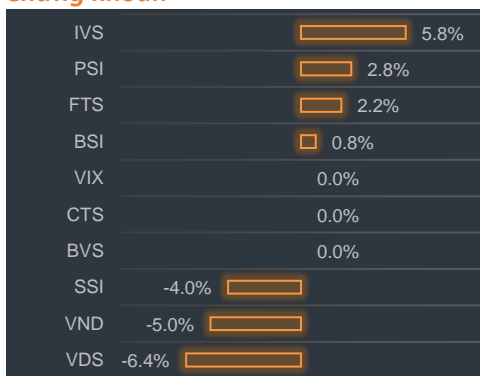 IVS 5.8%
PSI 2.8%
FTS 2.2%
BSI 0.8%
VIX 0.0%
CTS 0.0%
BVS 0.0%
SSI -4.0%
VND -5.0%
VDS -6.4%